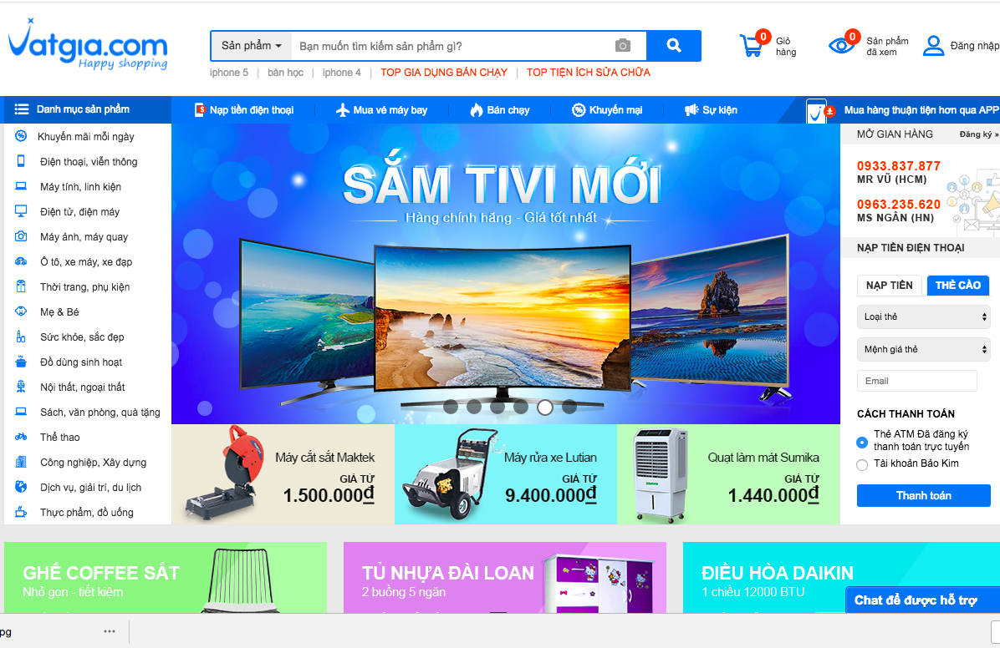 vatgia.com
Happy shopping
Sản phẩm
Bạn muốn tìm kiếm sản phẩm gì?
0
Giỏ
hàng
0
Sản phẩm
đã xem
Đăng nhập
iphone 5 | bàn học | iphone 4 | TOP GIA DỤNG BÁN CHẠY | TOP TIỆN ÍCH SỬA CHỮA
Danh mục sản phẩm
Nạp tiền điện thoại
Mua vé máy bay
Bán chạy
Khuyến mại
Sự kiện
Mua hàng thuận tiện hơn qua APP
Khuyến mãi mỗi ngày
Điện thoại, viễn thông
Máy tính, linh kiện
Điện tử, điện máy
Máy ảnh, máy quay
Ô tô, xe máy, xe đạp
Thời trang, phụ kiện
Mẹ & Bé
Sức khỏe, sắc đẹp
Đồ dùng sinh hoạt
Nội thất, ngoại thất
Sách, văn phòng, quà tặng
Thể thao
Công nghiệp, Xây dựng
Dịch vụ, giải trí, du lịch
Thực phẩm, đồ uống
SẮM TIVI MỚI
Hàng chính hãng - Giá tốt nhất
Máy cắt sắt Maktek
GIÁ TỪ
1.500.000đ
Máy rửa xe Lutian
GIÁ TỪ
9.400.000đ
Quạt làm mát Sumika
GIÁ TỪ
1.440.000đ
MỞ GIAN HÀNG
Đăng ký »
0933.837.877
MR VŨ (HCM)
0963.235.620
MS NGÂN (HN)
NẠP TIỀN ĐIỆN THOẠI
NẠP TIỀN
THẺ CÀO
Loại thẻ
Mệnh giá thẻ
Email
CÁCH THANH TOÁN
Thẻ ATM Đã đăng ký
thanh toán trực tuyến
Tài khoản Bảo Kim
Thanh toán
GHẾ COFFEE SẮT
Nhỏ gọn - tiết kiêm
TỦ NHỰA ĐÀI LOAN
2 buồng 5 ngăn
ĐIỀU HÒA DAIKIN
1 chiều 12000 BTU
Chat để được hỗ trợ
pg